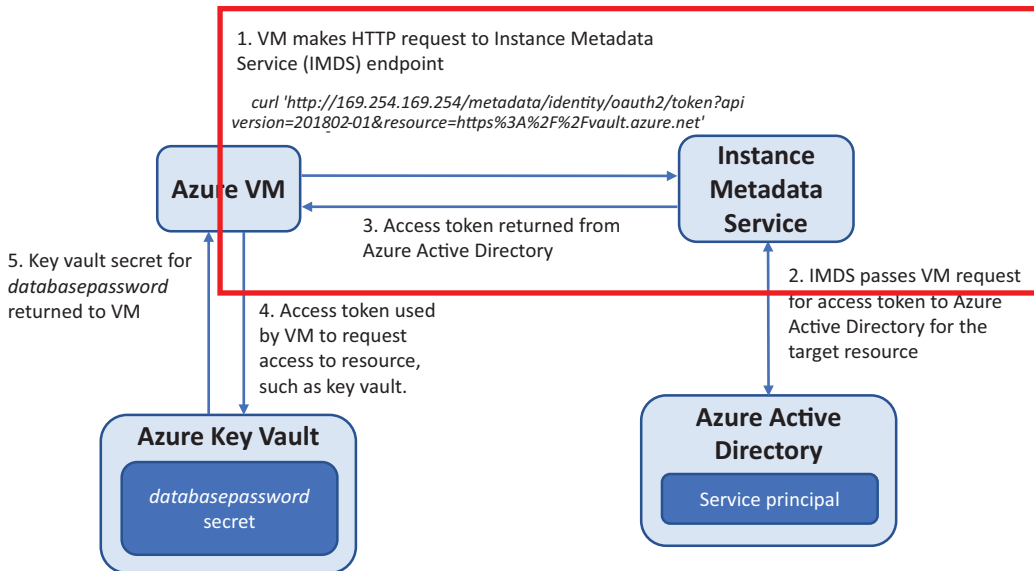 1. VM makes HTTP request to Instance Metadata
Service (IMDS) endpoint
curl 'http://169.254.169.254/metadata/identity/oauth2/token?api
version=201802-01&resource=https%3A%2F%2Fvault.azure.net'
Azure VM
Instance
Metadata
Service
3. Access token returned from
Azure Active Directory
5. Key vault secret for
databasepassword
returned to VM
2. IMDS passes VM request
for access token to Azure
Active Directory for the
target resource
4. Access token used
by VM to request
access to resource,
such as key vault.
Azure Key Vault
databasepassword
secret
Azure Active
Directory
Service principal